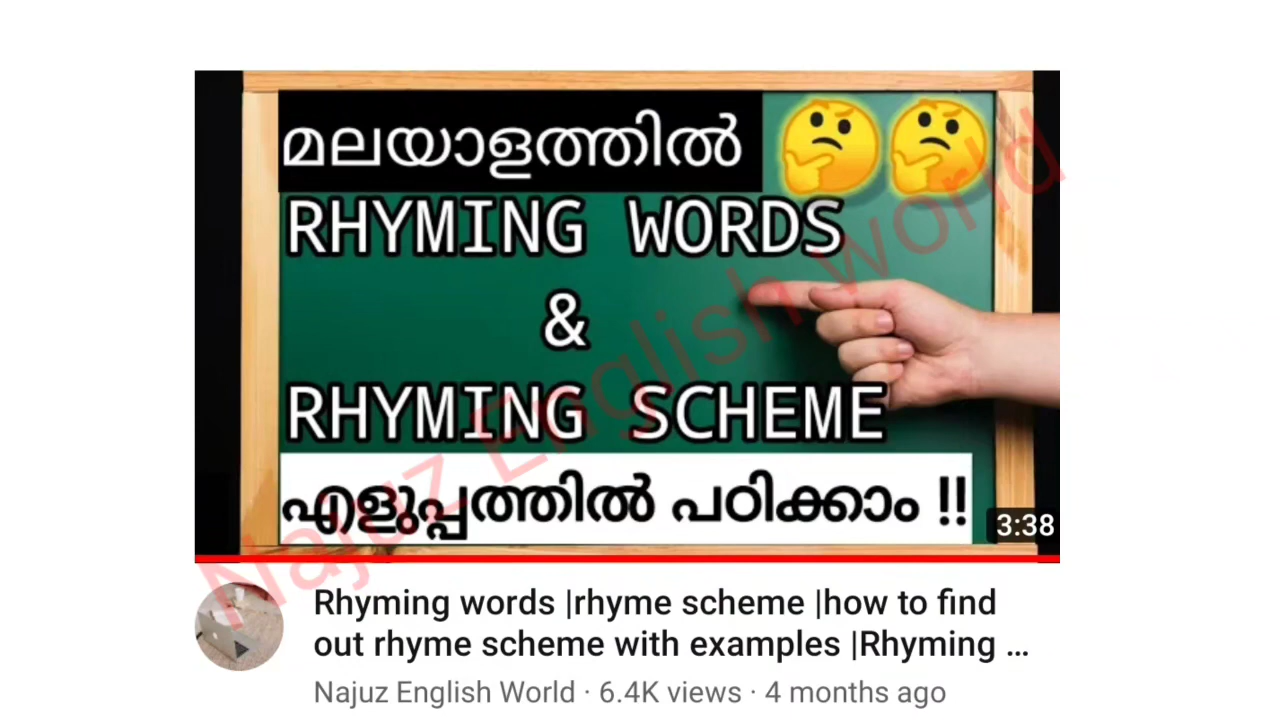 മലയാളത്തിൽ
RHYMING WORDS
&
RHYMING SCHEME
എളുപ്പത്തിൽ പഠിക്കാം !!
3:38
Najuz English world
Rhyming words |rhyme scheme |how to find
out rhyme scheme with examples |Rhyming ...
Najuz English World · 6.4K views · 4 months ago